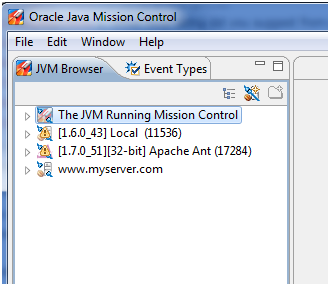 Oracle Java Mission Control
File Edit Window Help
JVM Browser Event Types
The JVM Running Mission Control
[1.6.0_43] Local (11536)
[1.7.0_51][32-bit] Apache Ant (17284)
www.myserver.com